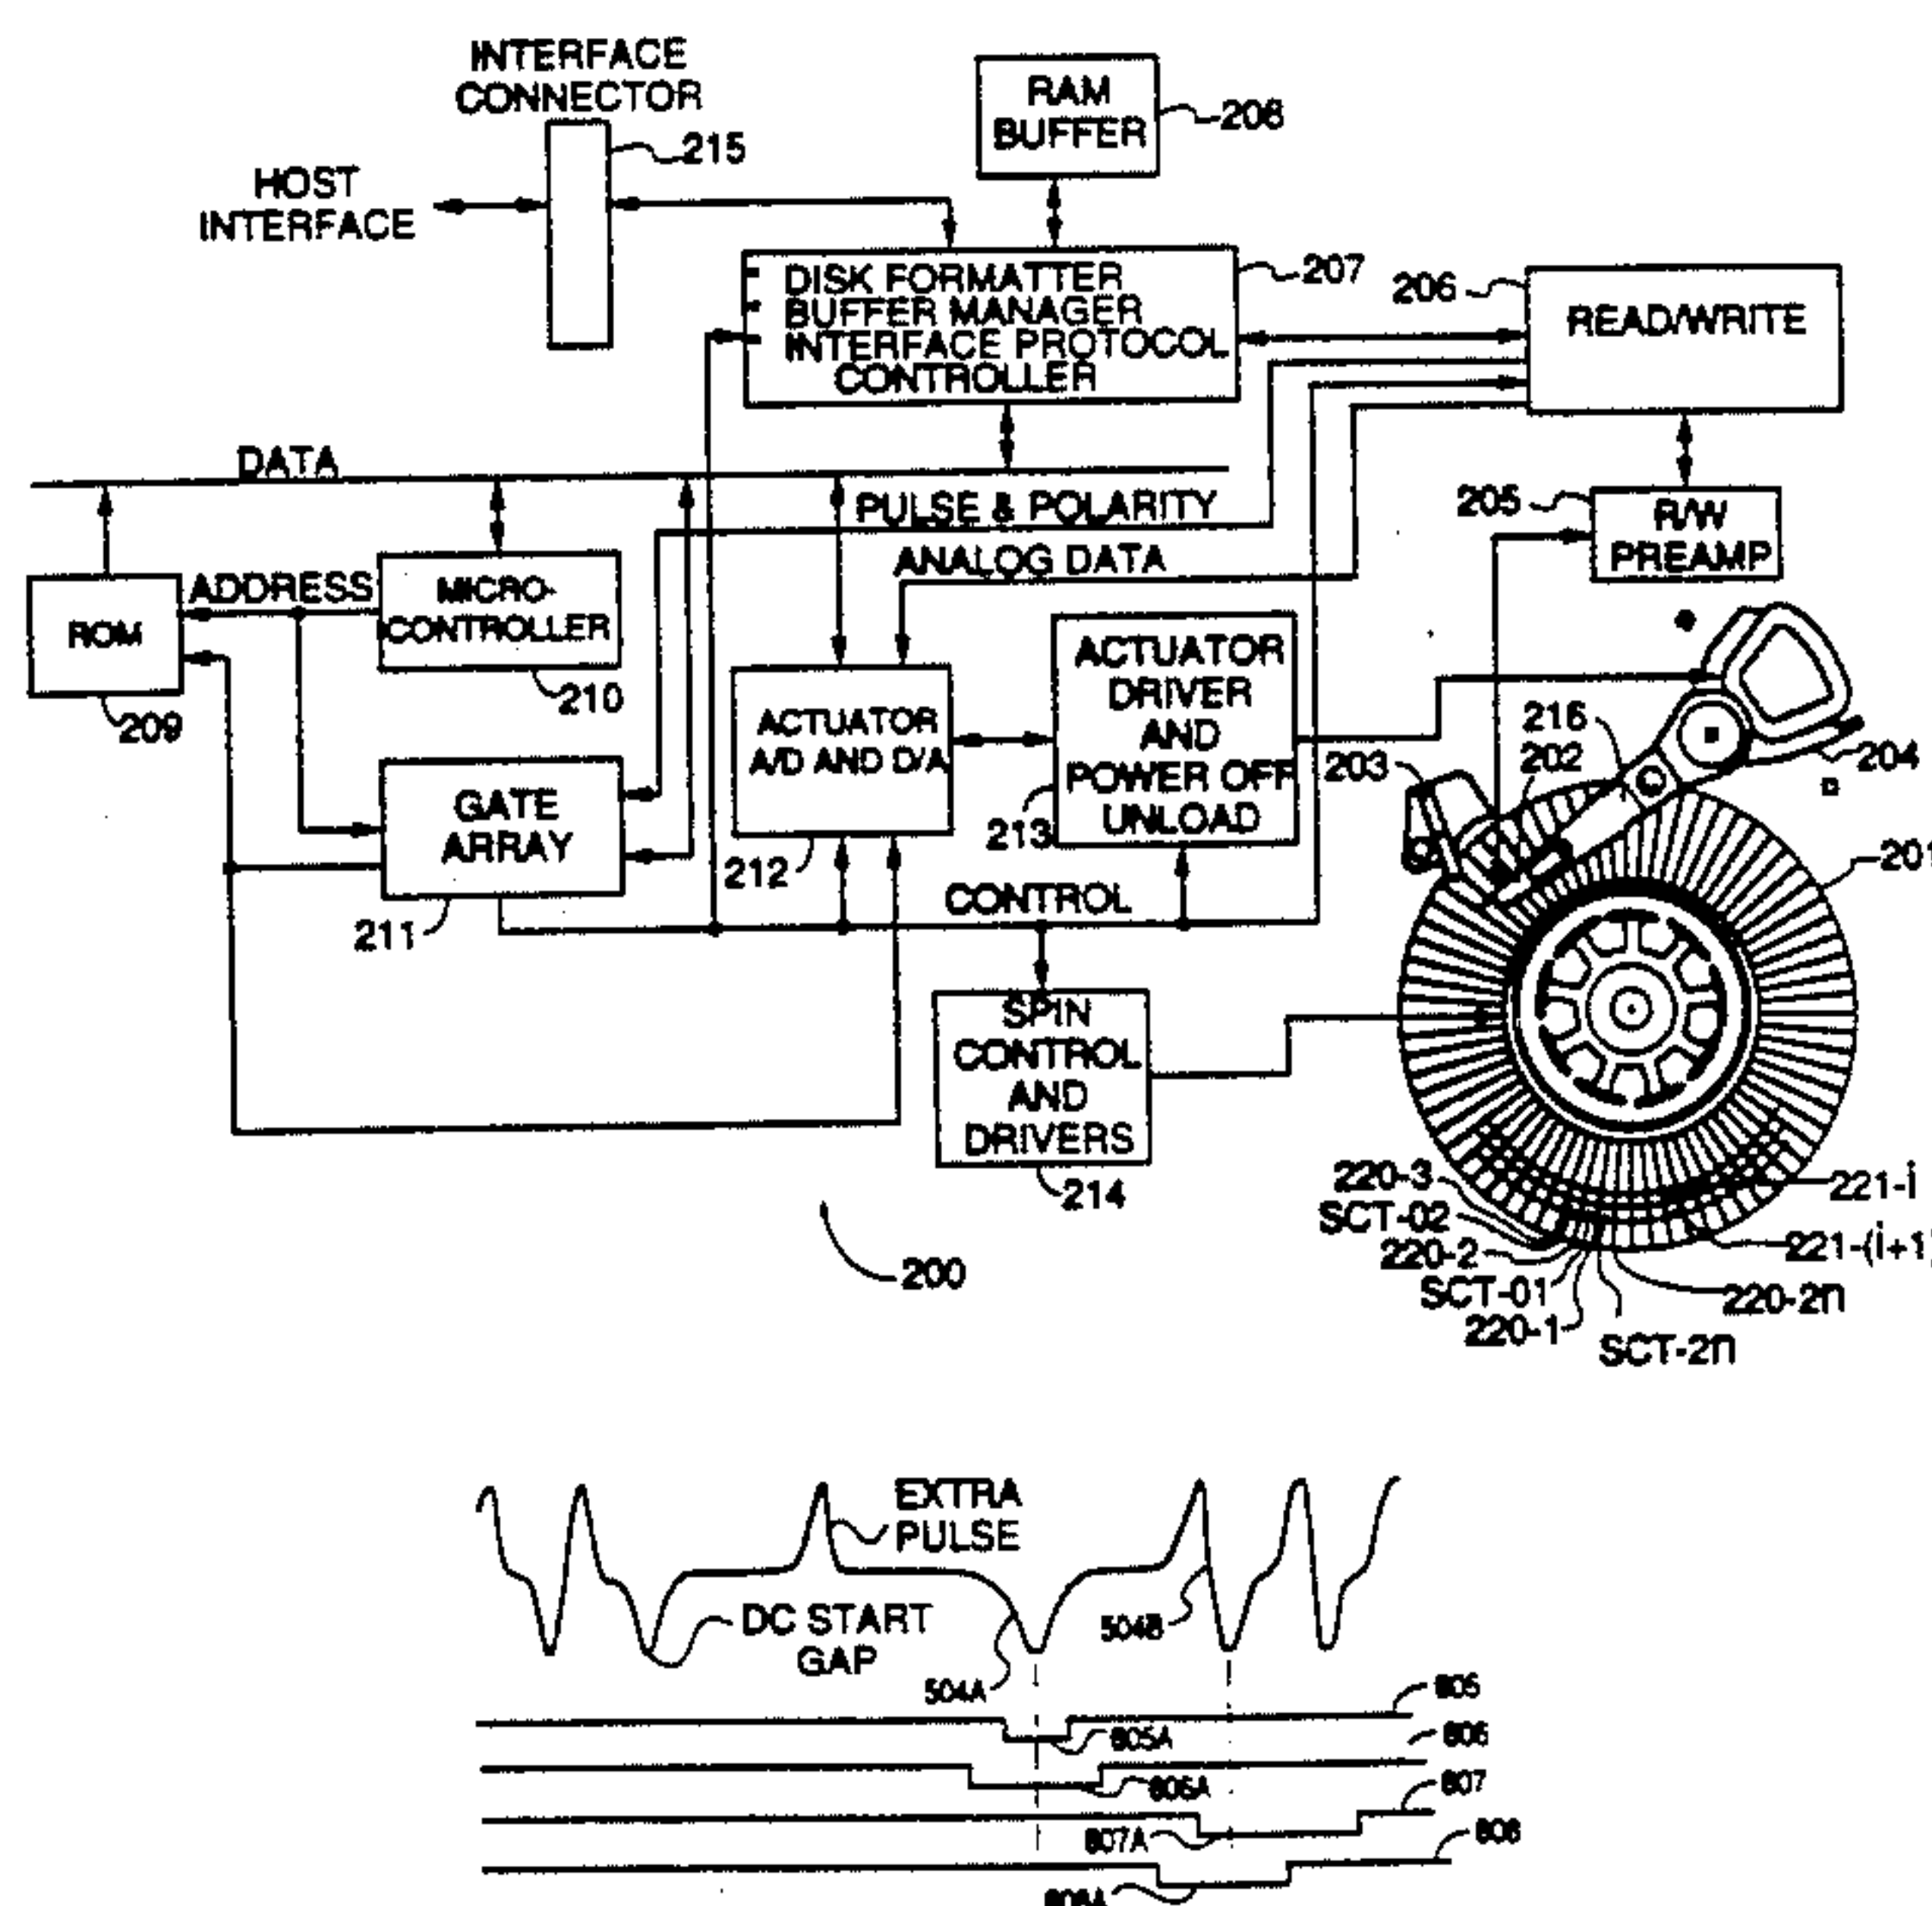 INTERFACE
CONNECTOR
215
HOST
INTERFACE
RAM
BUFFER
208
DISK FORMATTER
BUFFER MANAGER
INTERFACE PROTOCOL
CONTROLLER
207
206
READ/WRITE
DATA
PULSE & POLARITY
205
R/W
PREAMP
ANALOG DATA
ADDRESS
MICRO-
CONTROLLER
210
ROM
209
GATE
ARRAY
211
ACTUATOR
A/D AND D/A
212
ACTUATOR
DRIVER
AND
POWER OFF
UNLOAD
213
203
216
202
204
201
CONTROL
SPIN
CONTROL
AND
DRIVERS
214
200
220-3
SCT-02
220-2
SCT-01
220-1
SCT-2n
220-2n
221-i
221-(i+1
EXTRA
PULSE
DC START
GAP
504A
504B
805
805A
806
806A
807
807A
808